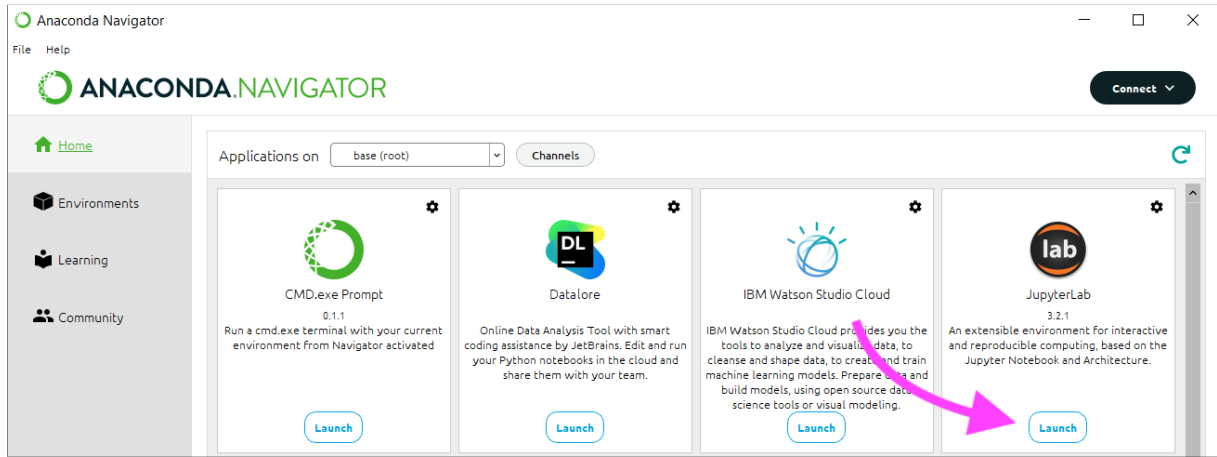 Anaconda Navigator
File Help
ANACONDA.NAVIGATOR
Connect
Home
Environments
Learning
Community
Applications on base (root) Channels
CMD.exe Prompt
0.1.1
Run a cmd.exe terminal with your current
environment from Navigator activated
Launch
DL
Datalore
Online Data Analysis Tool with smart
coding assistance by JetBrains. Edit and run
your Python notebooks in the cloud and
share them with your team.
Launch
IBM Watson Studio Cloud
IBM Watson Studio Cloud provides you the
tools to analyze and visualize data, to
cleanse and shape data, to create and train
machine learning models. Prepare data and
build models, using open source data
science tools or visual modeling.
Launch
lab
JupyterLab
3.2.1
An extensible environment for interactive
and reproducible computing, based on the
Jupyter Notebook and Architecture.
Launch